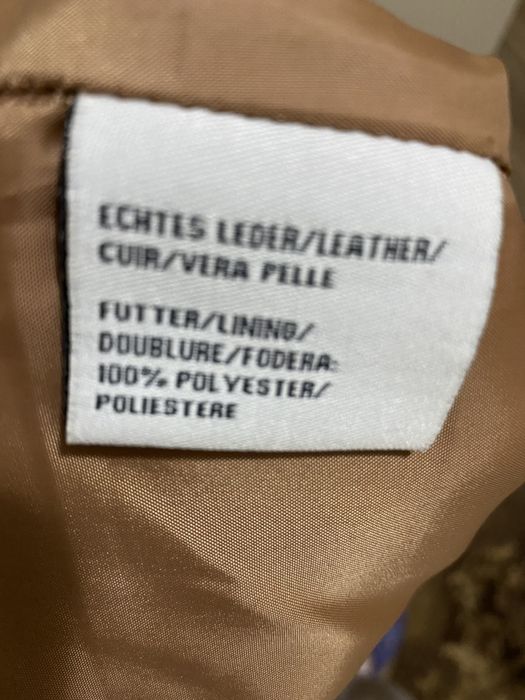 ECHTES LEDER/LEATHER/
CUIR/VERA PELLE
FUTTER/LINING/
DOUBLURE/FODERA:
100% POLYESTER/
POLIESTERE